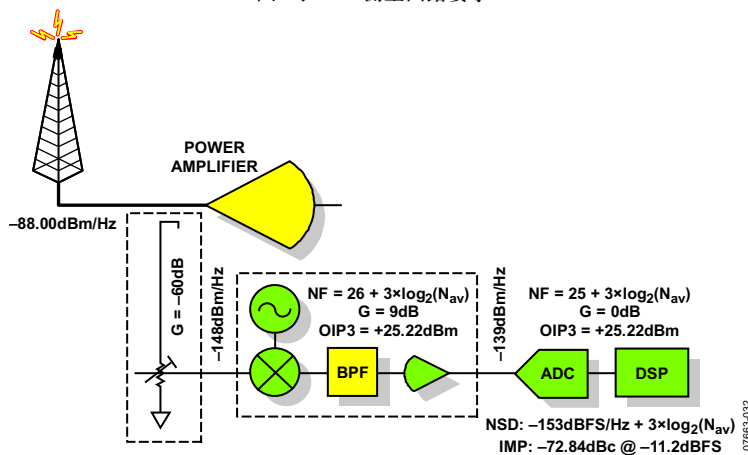 POWER
AMPLIFIER
–88.00dBm/Hz
G = –60dB
–148dBm/Hz
NF = 26 + 3×log₂(Nav)
G = 9dB
OIP3 = +25.22dBm
BPF
–139dBm/Hz
NF = 25 + 3×log₂(Nav)
G = 0dB
OIP3 = +25.22dBm
ADC
DSP
NSD: –153dBFS/Hz + 3×log₂(Nav)
IMP: –72.84dBc @ –11.2dBFS
07663-032